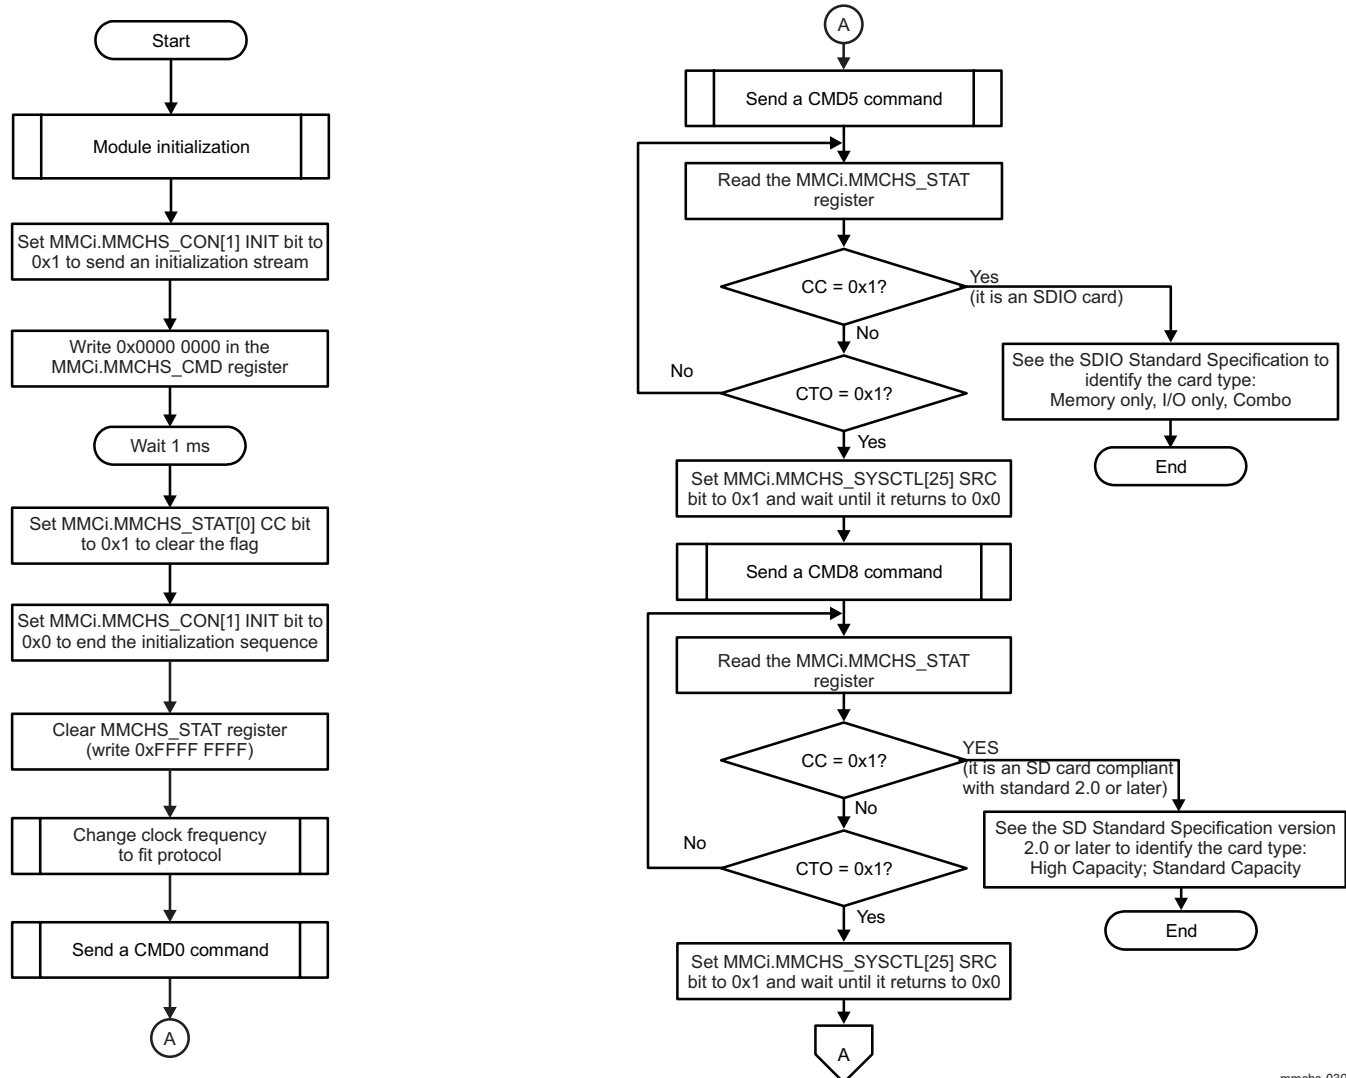 Start
Module initialization
Set MMCi.MMCHS_CON[1] INIT bit to
0x1 to send an initialization stream
Write 0x0000 0000 in the
MMCi.MMCHS_CMD register
Wait 1 ms
Set MMCi.MMCHS_STAT[0] CC bit
to 0x1 to clear the flag
Set MMCi.MMCHS_CON[1] INIT bit to
0x0 to end the initialization sequence
Clear MMCHS_STAT register
(write 0xFFFF FFFF)
Change clock frequency
to fit protocol
Send a CMD0 command
A
A
Send a CMD5 command
Read the MMCi.MMCHS_STAT
register
CC = 0x1?
Yes
(it is an SDIO card)
No
See the SDIO Standard Specification to
identify the card type:
Memory only, I/O only, Combo
End
No
CTO = 0x1?
Yes
Set MMCi.MMCHS_SYSCTL[25] SRC
bit to 0x1 and wait until it returns to 0x0
Send a CMD8 command
Read the MMCi.MMCHS_STAT
register
CC = 0x1?
YES
(it is an SD card compliant
with standard 2.0 or later)
No
See the SD Standard Specification version
2.0 or later to identify the card type:
High Capacity; Standard Capacity
End
No
CTO = 0x1?
Yes
Set MMCi.MMCHS_SYSCTL[25] SRC
bit to 0x1 and wait until it returns to 0x0
A